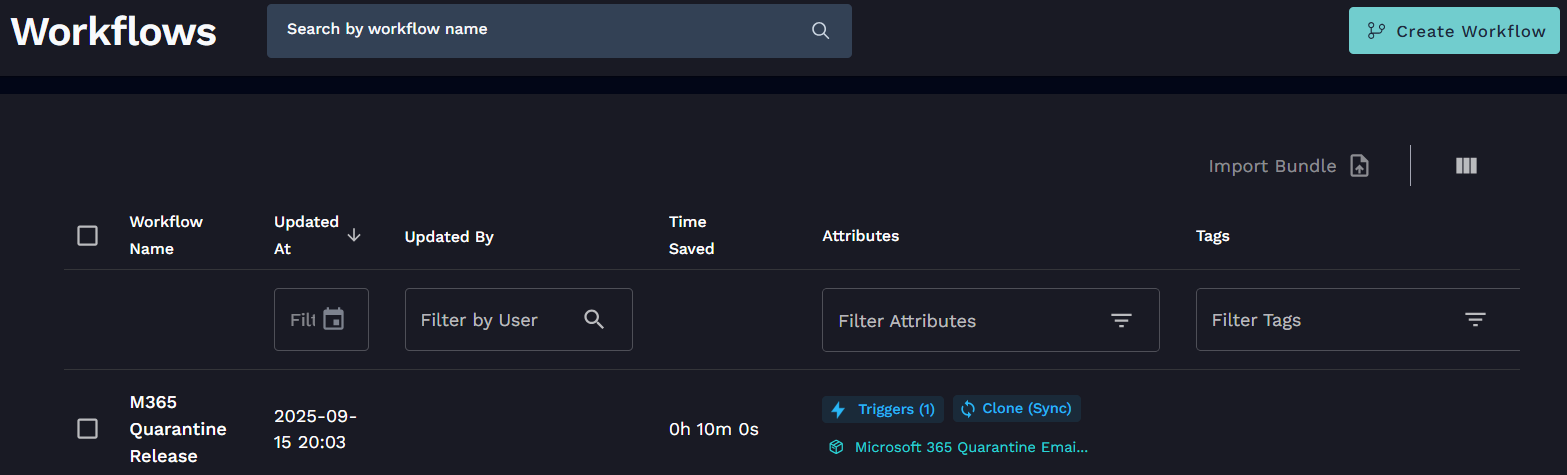 Workflows
Search by workflow name
Create Workflow
Import Bundle
Workflow
Name
Updated
At
Updated By
Time
Saved
Attributes
Tags
Filt
Filter by User
Filter Attributes
Filter Tags
M365
Quarantine
Release
2025-09-
15 20:03
0h 10m 0s
Triggers (1)
Clone (Sync)
Microsoft 365 Quarantine Emai...